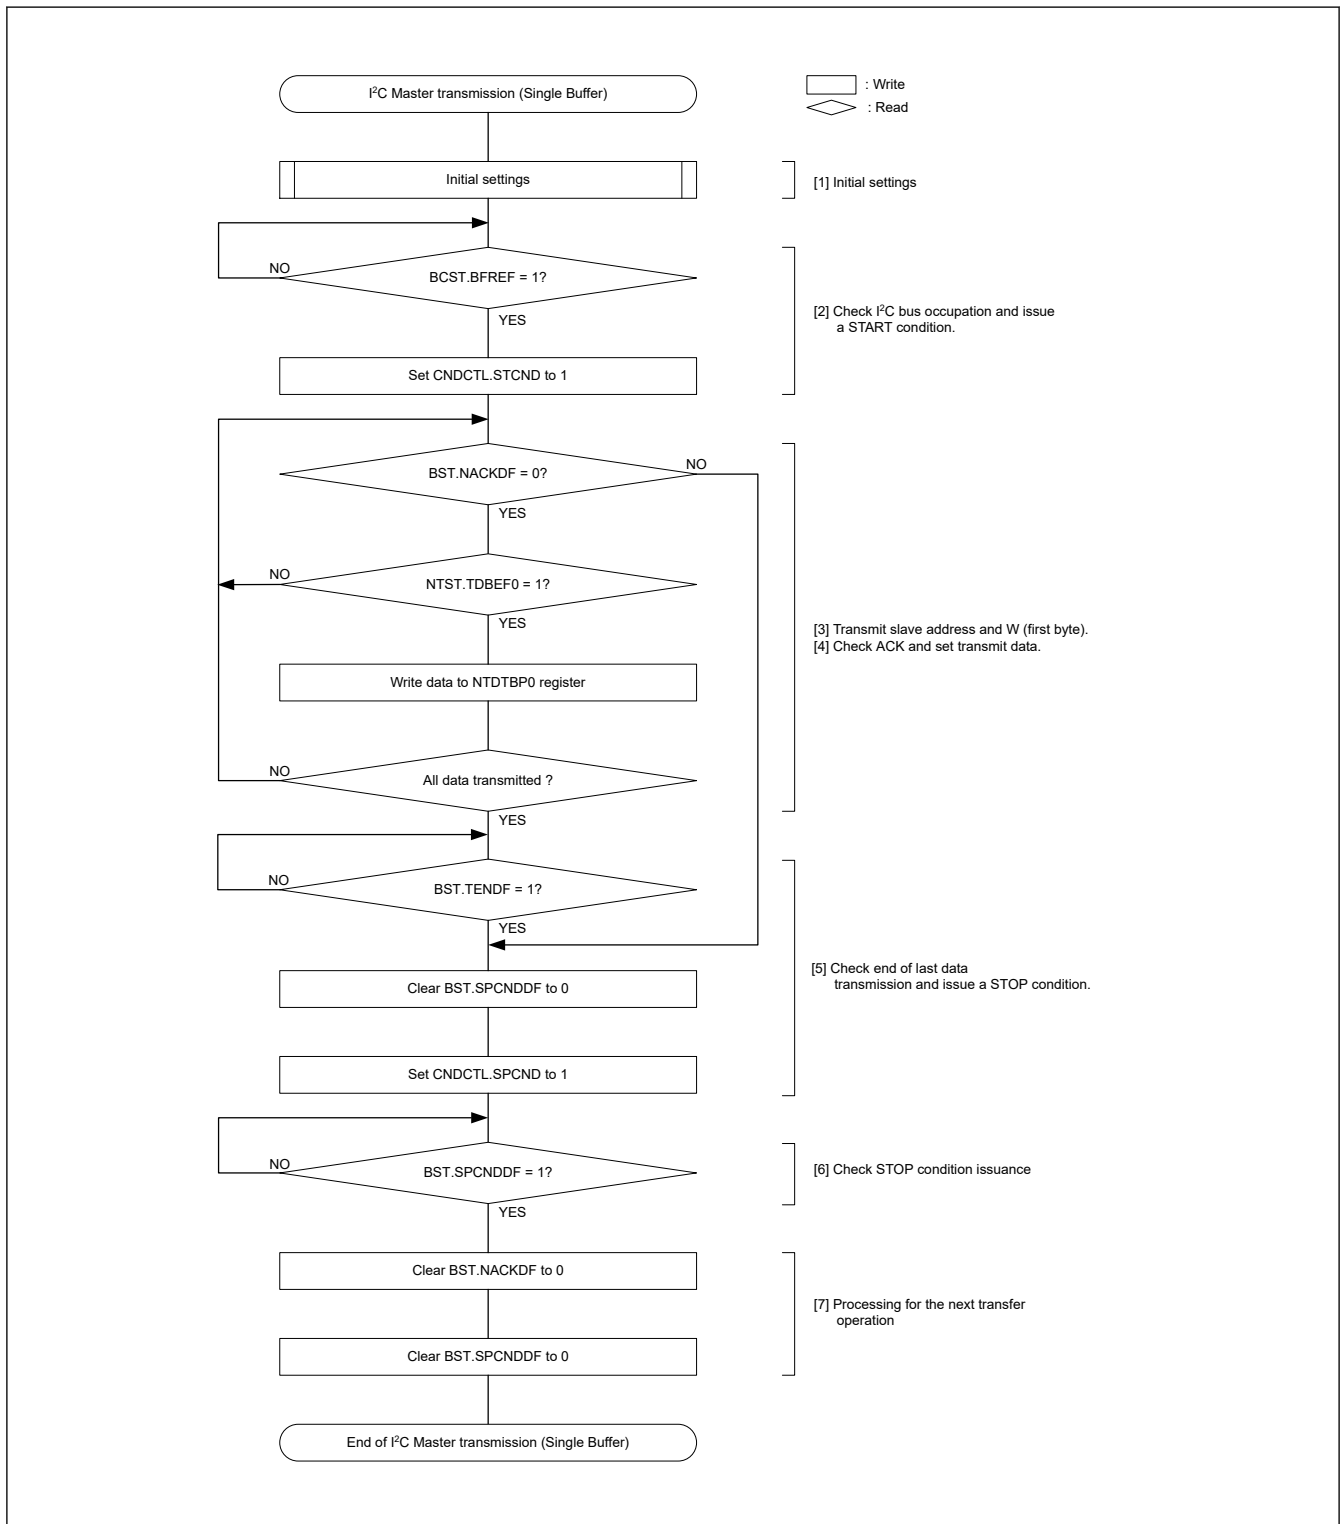 I²C Master transmission (Single Buffer)
: Write
: Read
Initial settings
[1] Initial settings
NO
BCST.BFREF = 1?
YES
[2] Check I²C bus occupation and issue
a START condition.
Set CNDCTL.STCND to 1
BST.NACKDF = 0?
NO
YES
NO
NTST.TDBEF0 = 1?
YES
[3] Transmit slave address and W (first byte).
[4] Check ACK and set transmit data.
Write data to NTDTBP0 register
NO
All data transmitted ?
YES
NO
BST.TENDF = 1?
YES
[5] Check end of last data
transmission and issue a STOP condition.
Clear BST.SPCNDDF to 0
Set CNDCTL.SPCND to 1
NO
BST.SPCNDDF = 1?
[6] Check STOP condition issuance
YES
Clear BST.NACKDF to 0
[7] Processing for the next transfer
operation
Clear BST.SPCNDDF to 0
End of I²C Master transmission (Single Buffer)